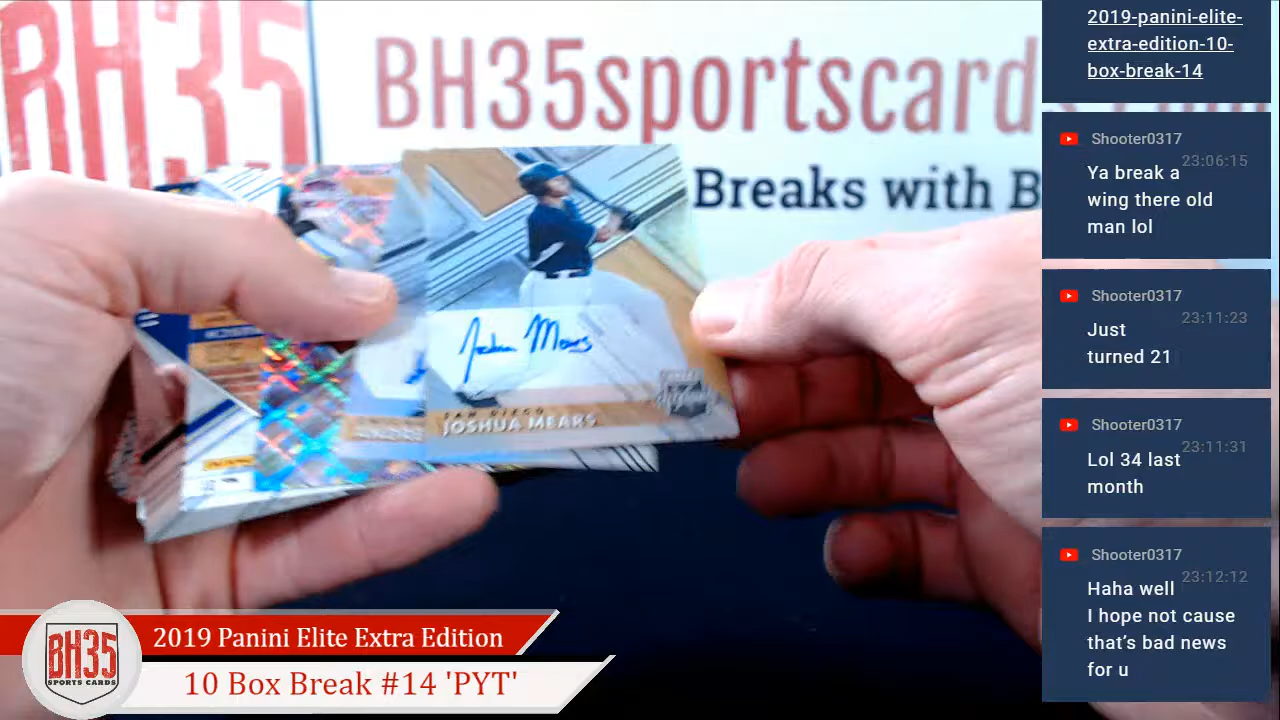 BH35
BH35sportscards
Breaks with B
Joshua Mears
SAN DIEGO
JOSHUA MEARS
2019-panini-elite-
extra-edition-10-
box-break-14
Shooter0317
23:06:15
Ya break a
wing there old
man lol
Shooter0317
23:11:23
Just
turned 21
Shooter0317
23:11:31
Lol 34 last
month
Shooter0317
23:12:12
Haha well
I hope not cause
that's bad news
for u
BH35
SPORTS CARDS
2019 Panini Elite Extra Edition
10 Box Break #14 'PYT'